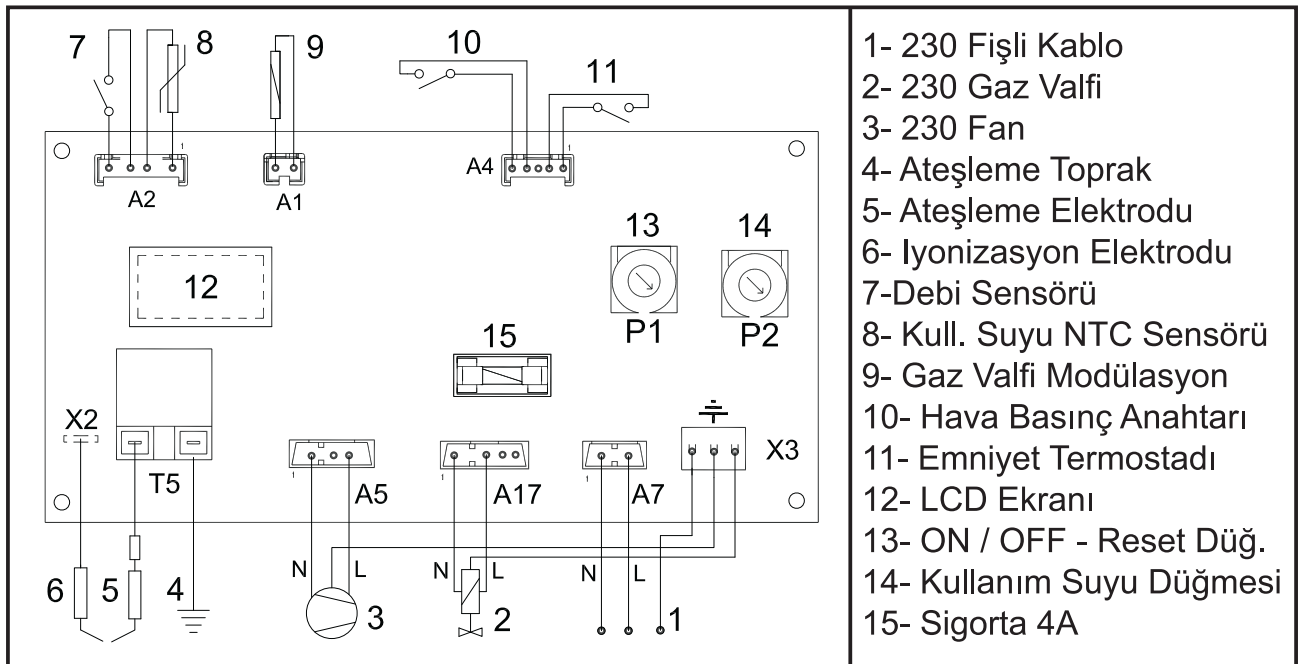 7
8
9
10
11
1
1
A2
A1
A4
12
13
14
P1
P2
15
X2
T5
A5
A17
A7
X3
1
1
1
N
L
N
L
N
L
6
5
4
3
2
1
1- 230 Fişli Kablo
2- 230 Gaz Valfi
3- 230 Fan
4- Ateşleme Toprak
5- Ateşleme Elektrodu
6- Iyonizasyon Elektrodu
7-Debi Sensörü
8- Kull. Suyu NTC Sensörü
9- Gaz Valfi Modülasyon
10- Hava Basınç Anahtarı
11- Emniyet Termostadı
12- LCD Ekranı
13- ON / OFF - Reset Düğ.
14- Kullanım Suyu Düğmesi
15- Sigorta 4A